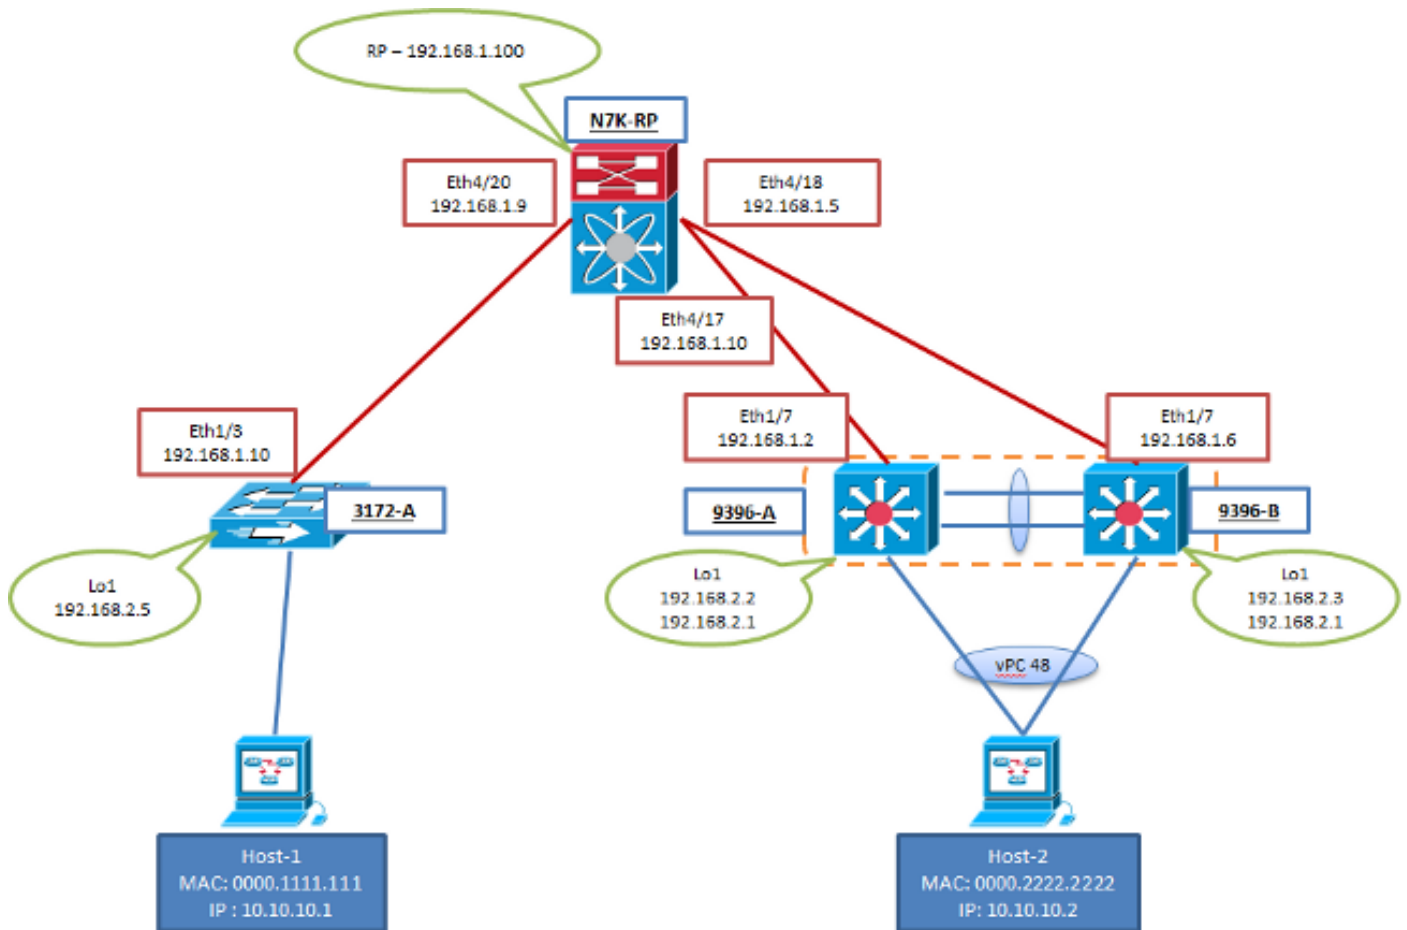 RP – 192.168.1.100
N7K-RP
Eth4/20
192.168.1.9
Eth4/18
192.168.1.5
Eth4/17
192.168.1.10
Eth1/3
192.168.1.10
Eth1/7
192.168.1.2
Eth1/7
192.168.1.6
3172-A
9396-A
9396-B
Lo1
192.168.2.5
Lo1
192.168.2.2
192.168.2.1
Lo1
192.168.2.3
192.168.2.1
vPC 48
Host-1
MAC: 0000.1111.111
IP : 10.10.10.1
Host-2
MAC: 0000.2222.2222
IP: 10.10.10.2